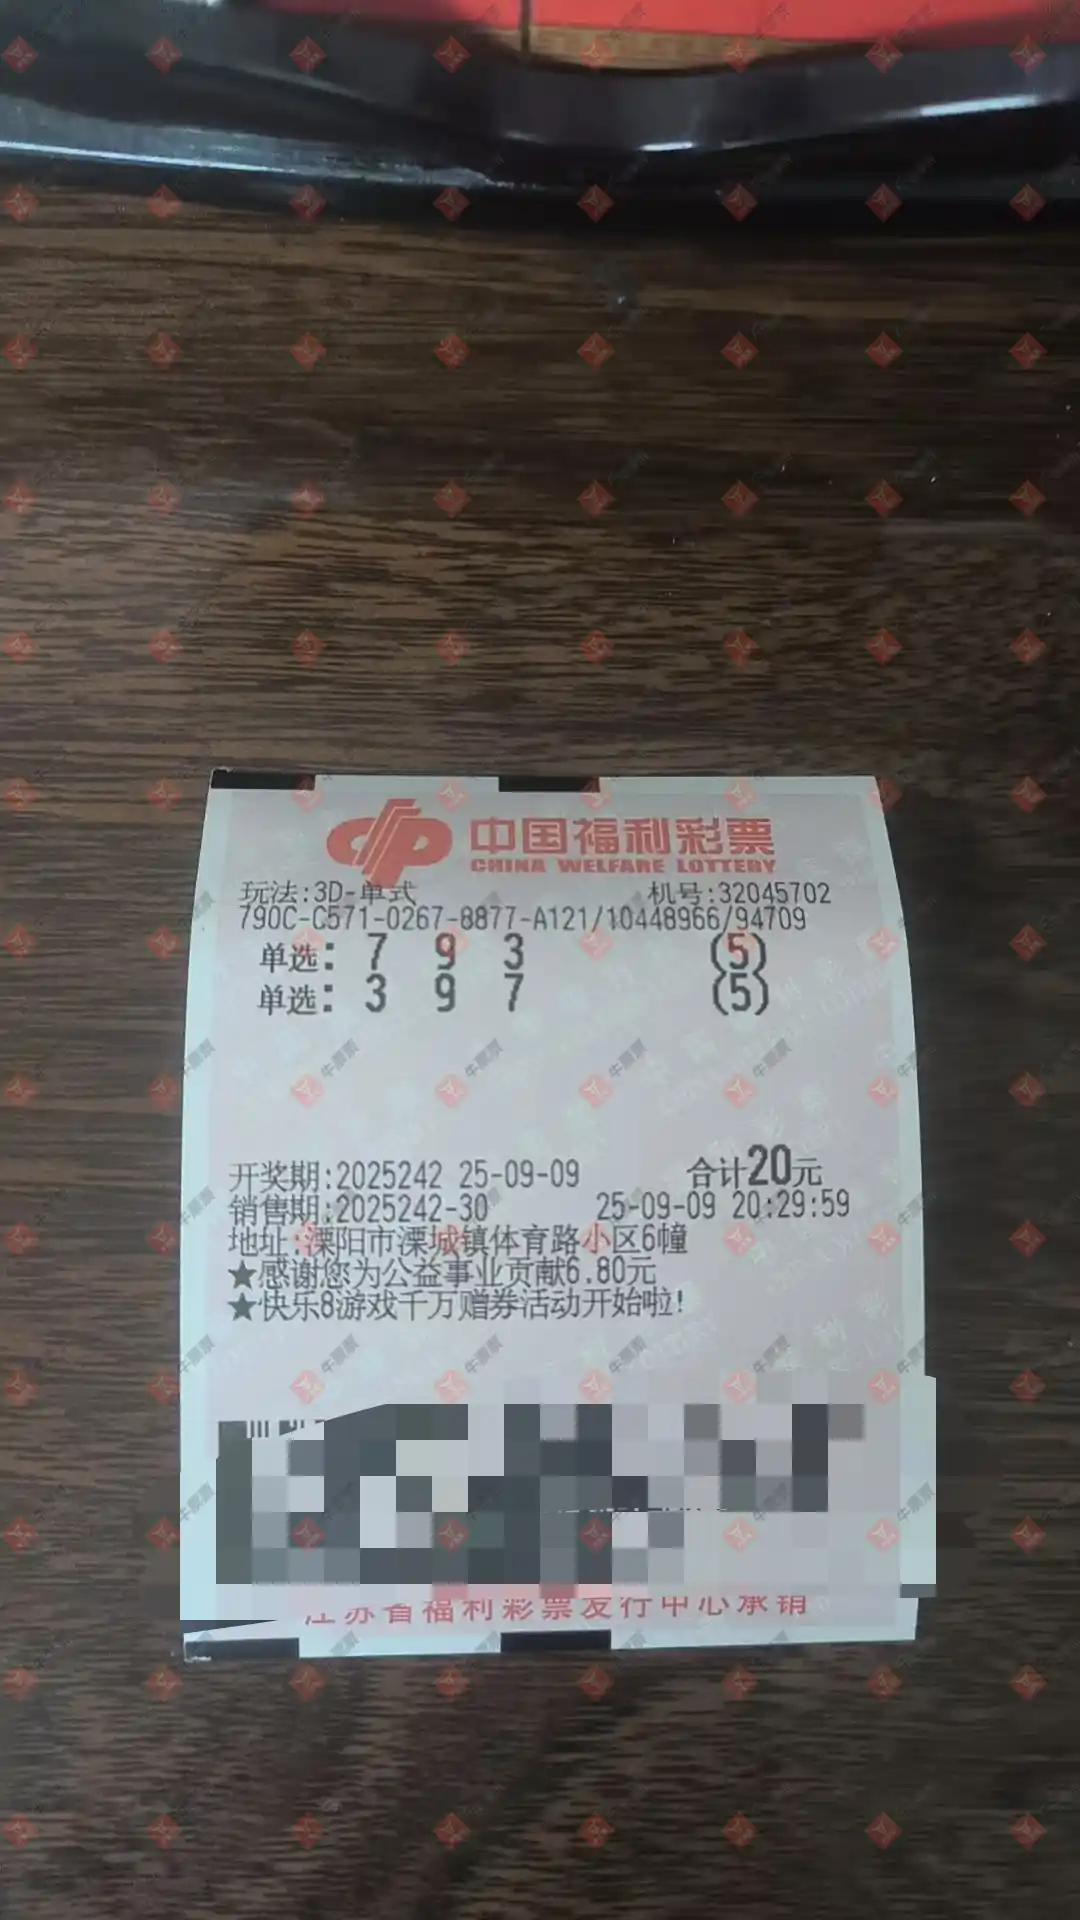 中国福利彩票
CHINA WELFARE LOTTERY
玩法:3D-单式 机号:32045702
790C-C571-0267-8877-A121/10448966/94709
单选: 7 9 3 (5)
单选: 3 9 7 (5)
开奖期:2025242 25-09-09 合计20元
销售期:2025242-30 25-09-09 20:29:59
地址:溧阳市溧城镇体育路小区6幢
★感谢您为公益事业贡献6.80元
★快乐8游戏千万赠券活动开始啦!
江苏省福利彩票发行中心承销